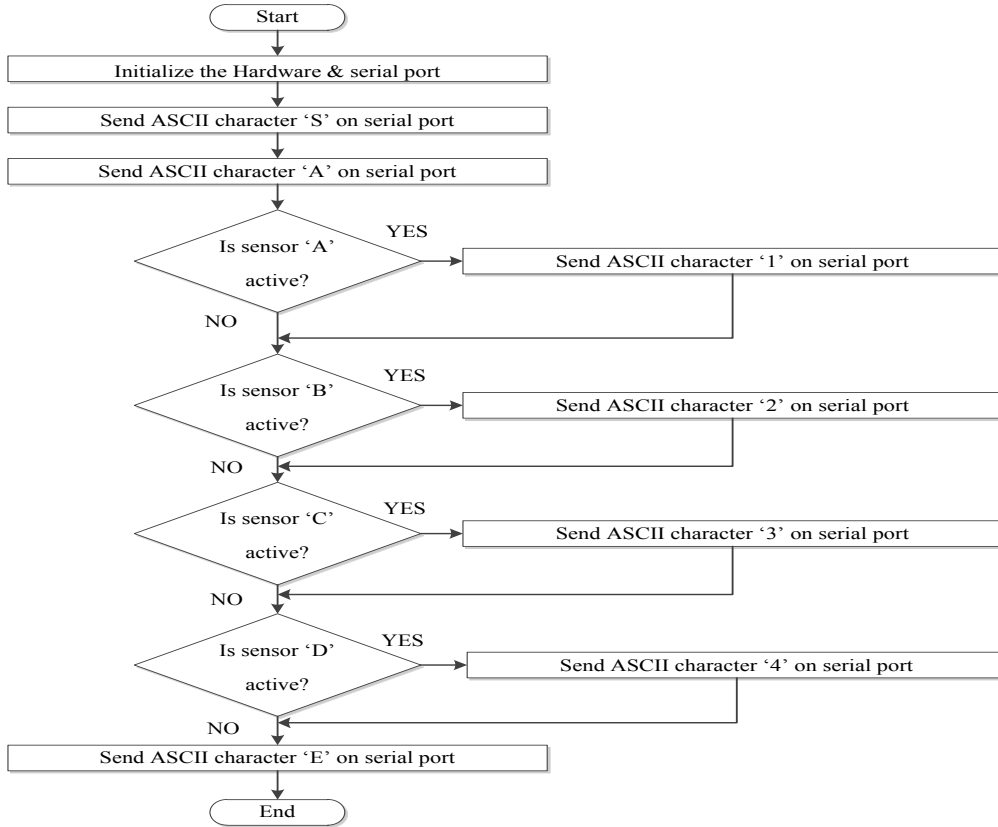 Start
Initialize the Hardware & serial port
Send ASCII character ‘S’ on serial port
Send ASCII character ‘A’ on serial port
Is sensor ‘A’
active?
YES
Send ASCII character ‘1’ on serial port
NO
Is sensor ‘B’
active?
YES
Send ASCII character ‘2’ on serial port
NO
Is sensor ‘C’
active?
YES
Send ASCII character ‘3’ on serial port
NO
Is sensor ‘D’
active?
YES
Send ASCII character ‘4’ on serial port
NO
Send ASCII character ‘E’ on serial port
End